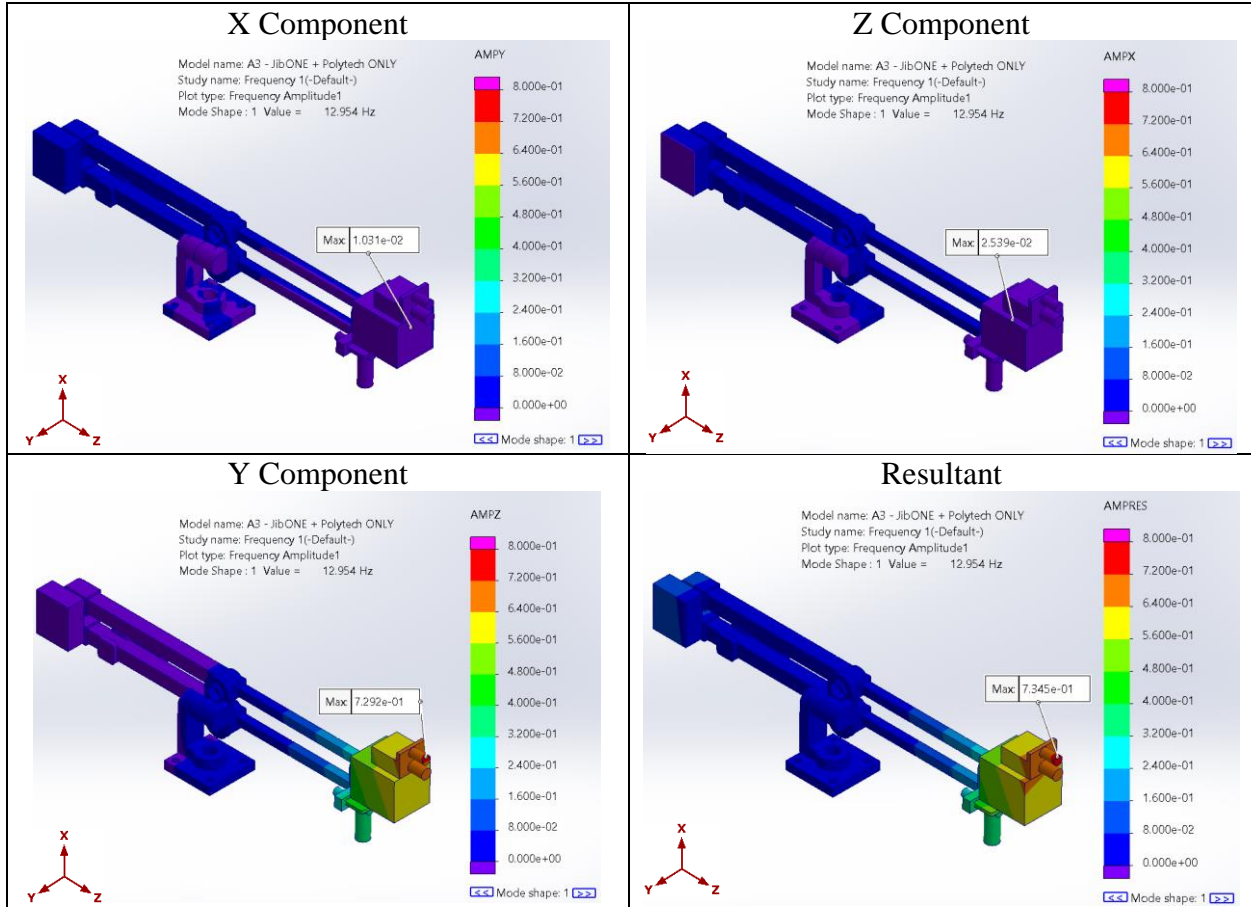 X Component
Model name: A3 - JibONE + Polytech ONLY
Study name: Frequency 1(-Default-)
Plot type: Frequency Amplitude1
Mode Shape : 1 Value = 12.954 Hz
AMPY
8.000e-01
7.200e-01
6.400e-01
5.600e-01
4.800e-01
4.000e-01
3.200e-01
2.400e-01
1.600e-01
8.000e-02
0.000e+00
Max: 1.031e-02
X
Y
Z
<< Mode shape: 1 >>
Z Component
Model name: A3 - JibONE + Polytech ONLY
Study name: Frequency 1(-Default-)
Plot type: Frequency Amplitude1
Mode Shape : 1 Value = 12.954 Hz
AMPX
8.000e-01
7.200e-01
6.400e-01
5.600e-01
4.800e-01
4.000e-01
3.200e-01
2.400e-01
1.600e-01
8.000e-02
0.000e+00
Max: 2.539e-02
X
Y
Z
<< Mode shape: 1 >>
Y Component
Model name: A3 - JibONE + Polytech ONLY
Study name: Frequency 1(-Default-)
Plot type: Frequency Amplitude1
Mode Shape : 1 Value = 12.954 Hz
AMPZ
8.000e-01
7.200e-01
6.400e-01
5.600e-01
4.800e-01
4.000e-01
3.200e-01
2.400e-01
1.600e-01
8.000e-02
0.000e+00
Max: 7.292e-01
X
Y
Z
<< Mode shape: 1 >>
Resultant
Model name: A3 - JibONE + Polytech ONLY
Study name: Frequency 1(-Default-)
Plot type: Frequency Amplitude1
Mode Shape : 1 Value = 12.954 Hz
AMPRES
8.000e-01
7.200e-01
6.400e-01
5.600e-01
4.800e-01
4.000e-01
3.200e-01
2.400e-01
1.600e-01
8.000e-02
0.000e+00
Max: 7.345e-01
X
Y
Z
<< Mode shape: 1 >>